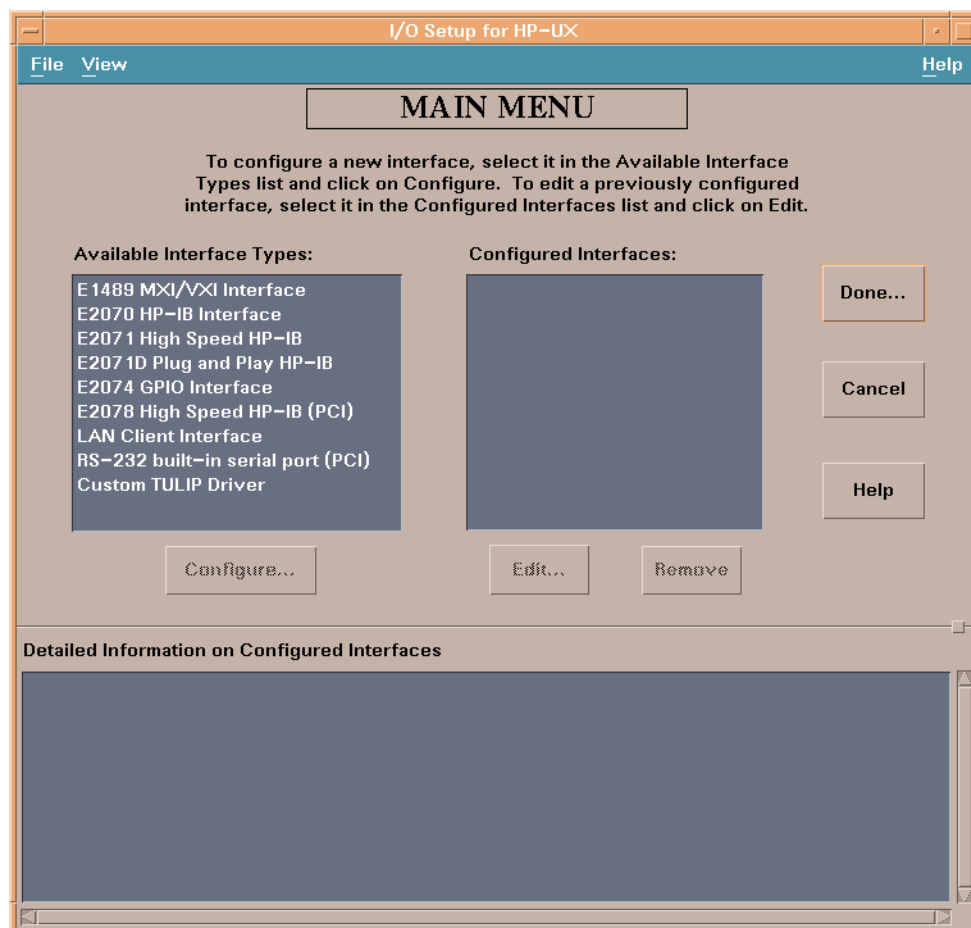 I/O Setup for HP-UX
File View Help
MAIN MENU
To configure a new interface, select it in the Available Interface
Types list and click on Configure. To edit a previously configured
interface, select it in the Configured Interfaces list and click on Edit.
Available Interface Types:
E1489 MXI/VXI Interface
E2070 HP-IB Interface
E2071 High Speed HP-IB
E2071D Plug and Play HP-IB
E2074 GPIO Interface
E2078 High Speed HP-IB (PCI)
LAN Client Interface
RS-232 built-in serial port (PCI)
Custom TULIP Driver
Configure...
Configured Interfaces:
Edit... Remove
Done...
Cancel
Help
Detailed Information on Configured Interfaces